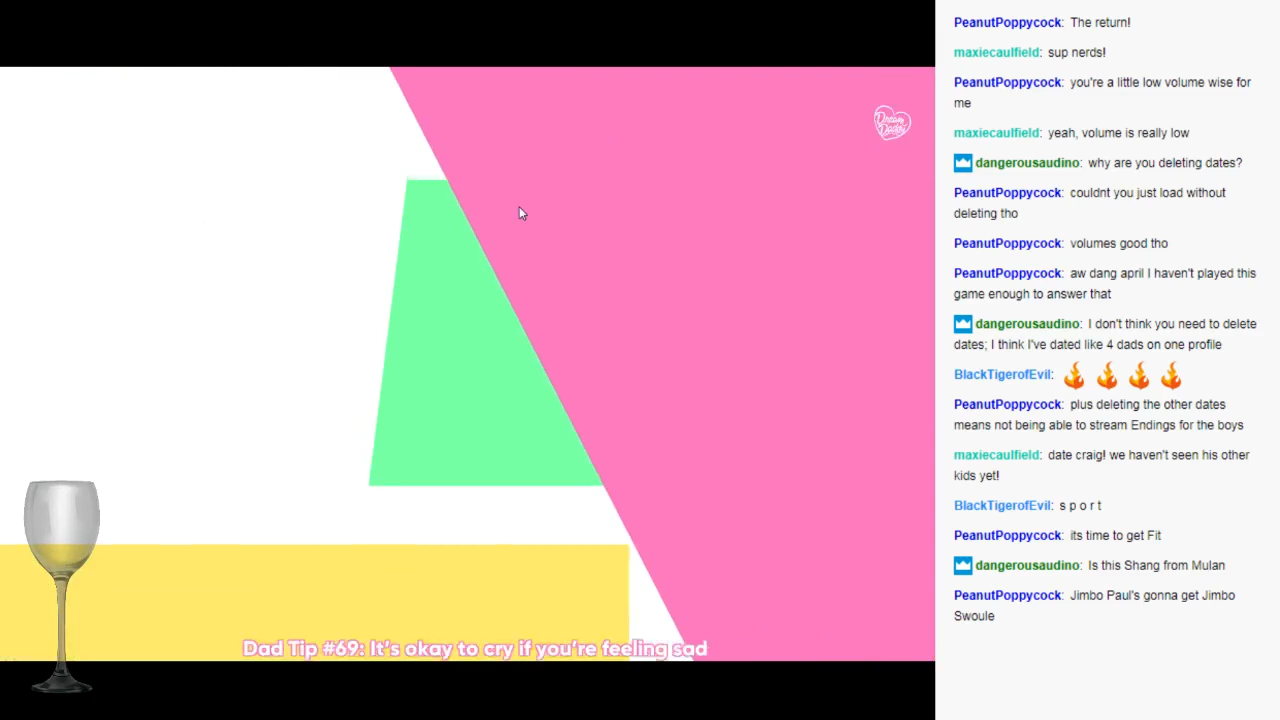 Dream
Daddy
Dad Tip #69: It's okay to cry if you're feeling sad
PeanutPoppycock: The return!
maxiecaulfield: sup nerds!
PeanutPoppycock: you're a little low volume wise for
me
maxiecaulfield: yeah, volume is really low
dangerousaudino: why are you deleting dates?
PeanutPoppycock: couldnt you just load without
deleting tho
PeanutPoppycock: volumes good tho
PeanutPoppycock: aw dang april I haven't played this
game enough to answer that
dangerousaudino: I don't think you need to delete
dates; I think I've dated like 4 dads on one profile
BlackTigerofEvil:
PeanutPoppycock: plus deleting the other dates
means not being able to stream Endings for the boys
maxiecaulfield: date craig! we haven't seen his other
kids yet!
BlackTigerofEvil: s p o r t
PeanutPoppycock: its time to get Fit
dangerousaudino: Is this Shang from Mulan
PeanutPoppycock: Jimbo Paul's gonna get Jimbo
Swoule